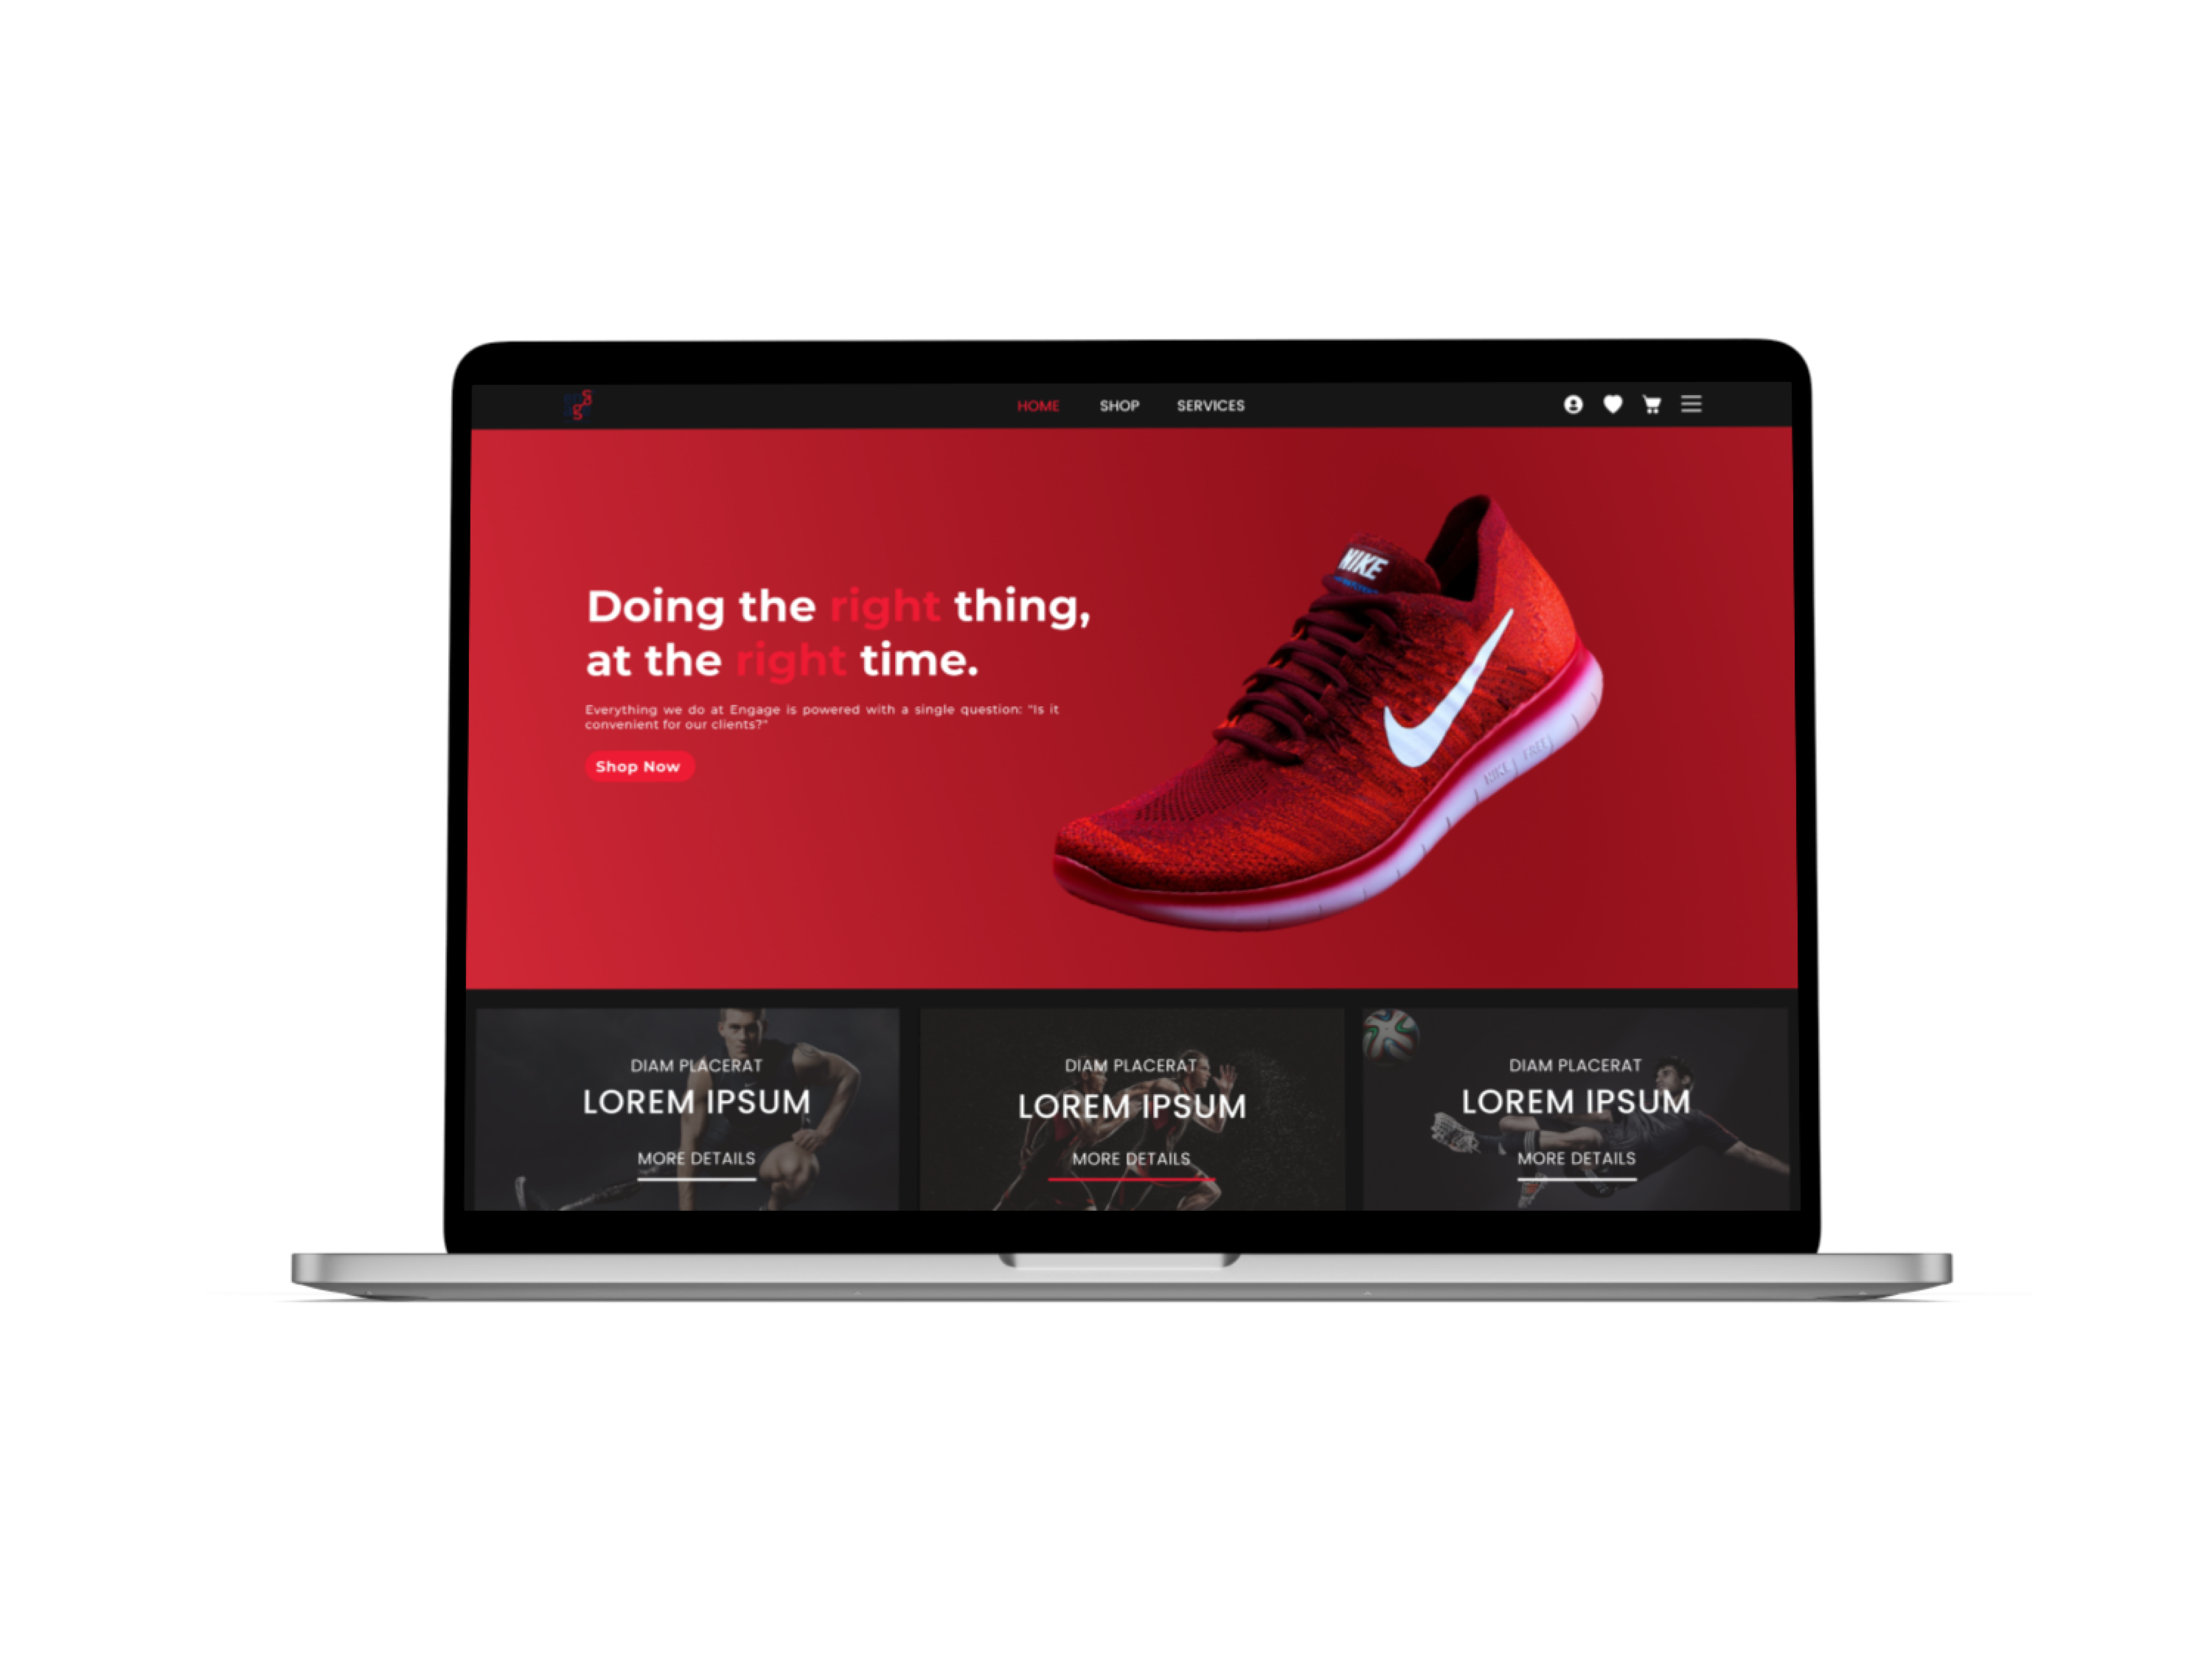 HOME SHOP SERVICES
Doing the right thing,
at the right time.
Everything we do at Engage is powered with a single question: "Is it
convenient for our clients?"
Shop Now
NIKE
NIKE FREE
DIAM PLACERAT
LOREM IPSUM
MORE DETAILS
DIAM PLACERAT
LOREM IPSUM
MORE DETAILS
DIAM PLACERAT
LOREM IPSUM
MORE DETAILS